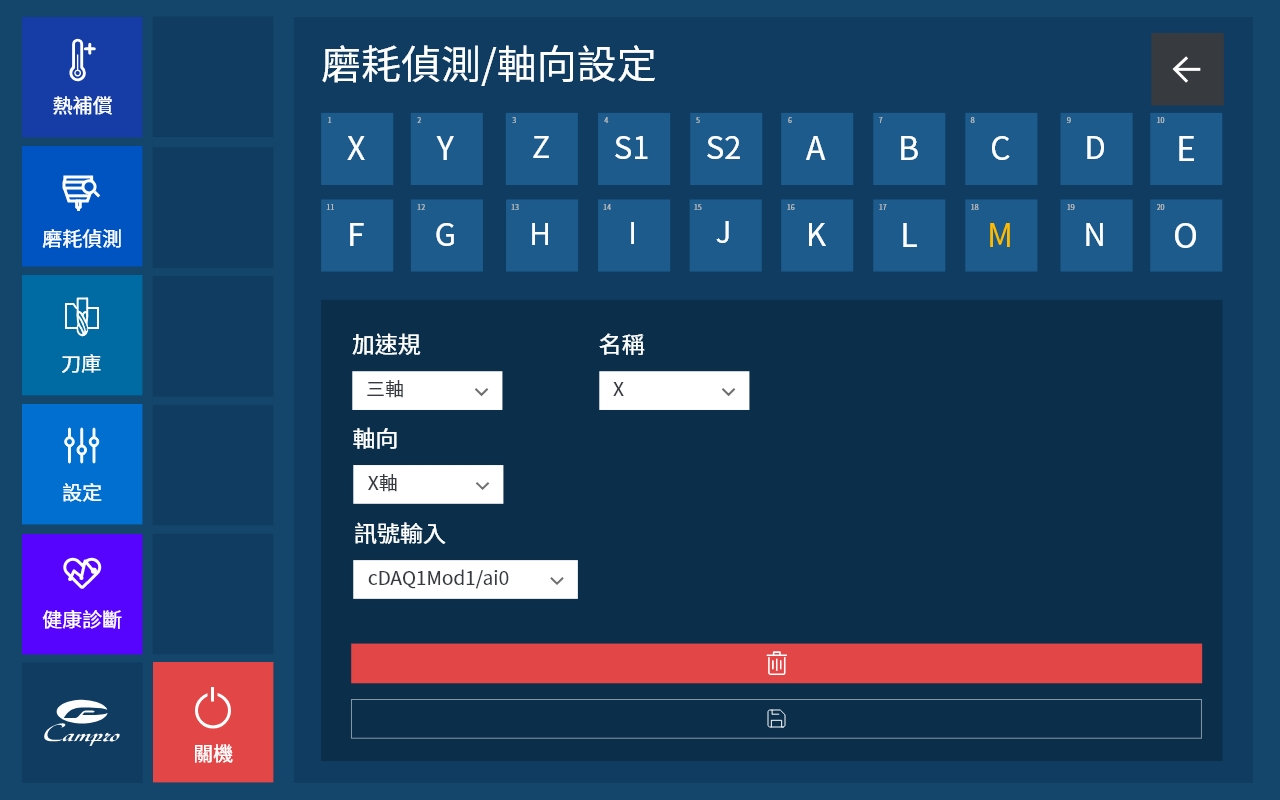 熱補償
磨耗偵測
刀庫
設定
健康診斷
Campro
關機
磨耗偵測/軸向設定
1 X 2 Y 3 Z 4 S1 5 S2 6 A 7 B 8 C 9 D 10 E
11 F 12 G 13 H 14 I 15 J 16 K 17 L 18 M 19 N 20 O
加速規 名稱
三軸 X
軸向
X軸
訊號輸入
cDAQ1Mod1/ai0